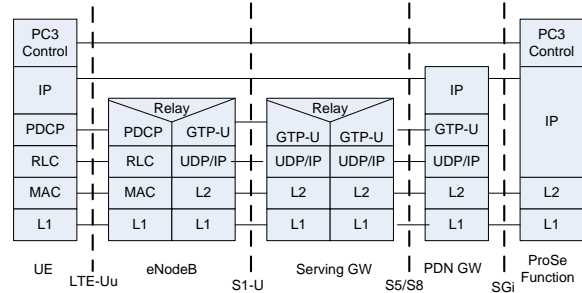 PC3 Control
PC3 Control
IP
Relay
Relay
IP
IP
PDCP
PDCP
GTP-U
GTP-U
GTP-U
GTP-U
RLC
RLC
UDP/IP
UDP/IP
UDP/IP
UDP/IP
MAC
MAC
L2
L2
L2
L2
L2
L1
L1
L1
L1
L1
L1
L1
UE
LTE-Uu
eNodeB
S1-U
Serving GW
S5/S8
PDN GW
SGi
ProSe Function